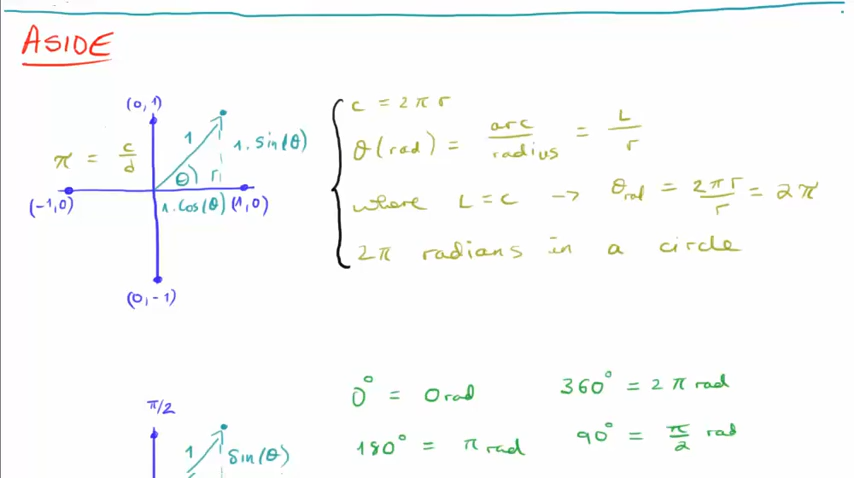 ASIDE
(0,1)
1
1.sin(θ)
π = c/d
θ
(-1,0)
1.cos(θ) (1,0)
(0,-1)
c = 2πr
θ(rad) = arc/radius = L/r
where L=c → θrad = 2πr/r = 2π
2π radians in a circle
0° = 0 rad
360° = 2π rad
180° = π rad
90° = π/2 rad
π/2
1
sin(θ)